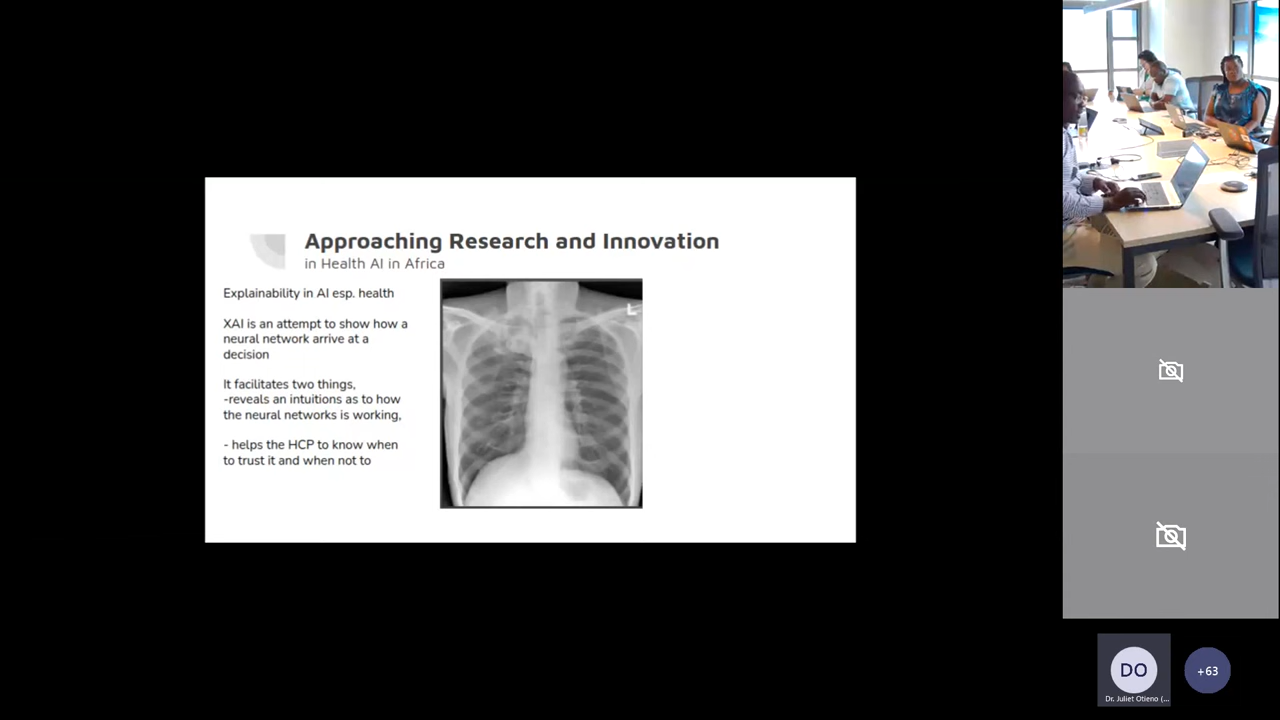 Approaching Research and Innovation
in Health AI in Africa
Explainability in AI esp. health
XAI is an attempt to show how a
neural network arrive at a
decision
It facilitates two things,
-reveals an intuitions as to how
the neural networks is working,
- helps the HCP to know when
to trust it and when not to
L
DO
Dr. Juliet Otieno (...
+63